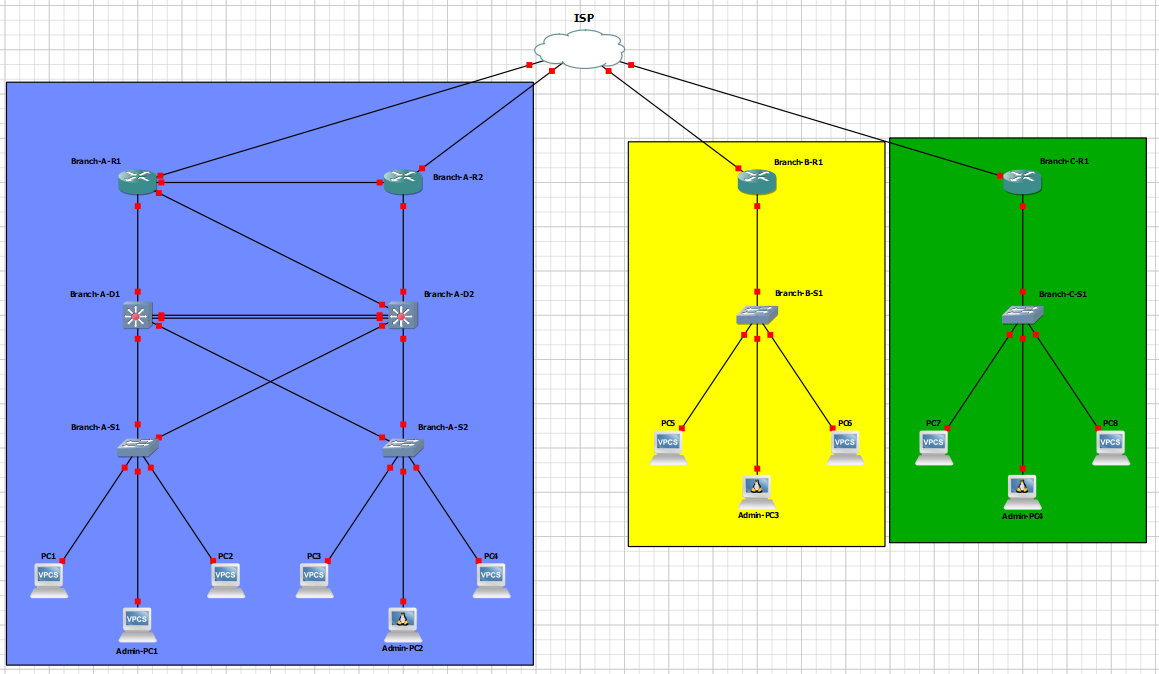 ISP
Branch-A-R1
Branch-A-R2
Branch-B-R1
Branch-C-R1
Branch-A-D1
Branch-A-D2
Branch-B-S1
Branch-C-S1
Branch-A-S1
Branch-A-S2
PC5
VPCS
PC6
VPCS
PC7
VPCS
PC8
VPCS
Admin-PC3
Admin-PC4
PC1
VPCS
PC2
VPCS
PC3
VPCS
PC4
VPCS
VPCS
Admin-PC1
Admin-PC2